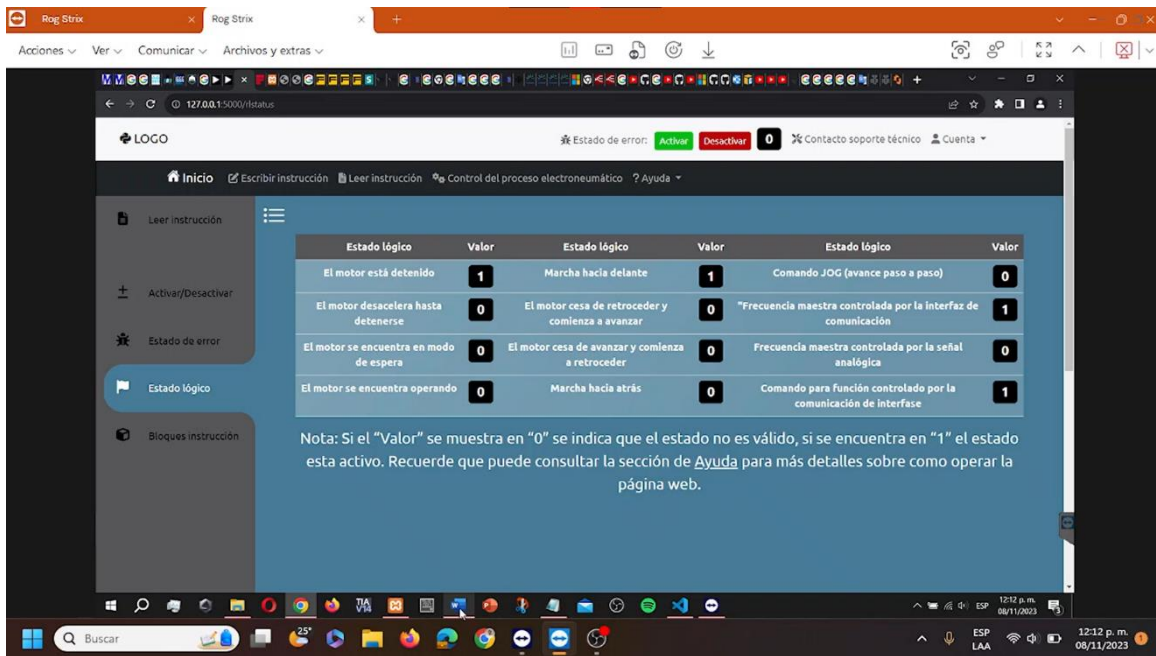 Rog Strix
Rog Strix
Acciones Ver Comunicar Archivos y extras
127.0.0.1:5000/rlstatus
LOGO
Estado de error: Activar Desactivar 0 Contacto soporte técnico Cuenta
Inicio Escribir instrucción Leer instrucción Control del proceso electroneumático ? Ayuda
Leer instrucción
Activar/Desactivar
Estado de error
Estado lógico
Bloques instrucción
Estado lógico Valor Estado lógico Valor Estado lógico Valor
El motor está detenido 1 Marcha hacia delante 1 Comando JOG (avance paso a paso) 0
El motor desacelera hasta detenerse 0 El motor cesa de retroceder y comienza a avanzar 0 "Frecuencia maestra controlada por la interfaz de comunicación 1
El motor se encuentra en modo de espera 0 El motor cesa de avanzar y comienza a retroceder 0 Frecuencia maestra controlada por la señal analógica 0
El motor se encuentra operando 0 Marcha hacia atrás 0 Comando para función controlado por la comunicación de interfase 1
Nota: Si el "Valor" se muestra en "0" se indica que el estado no es válido, si se encuentra en "1" el estado
esta activo. Recuerde que puede consultar la sección de Ayuda para más detalles sobre como operar la
página web.
ESP 12:12 p. m.
08/11/2023
Buscar
25°
ESP
LAA
12:12 p. m.
08/11/2023